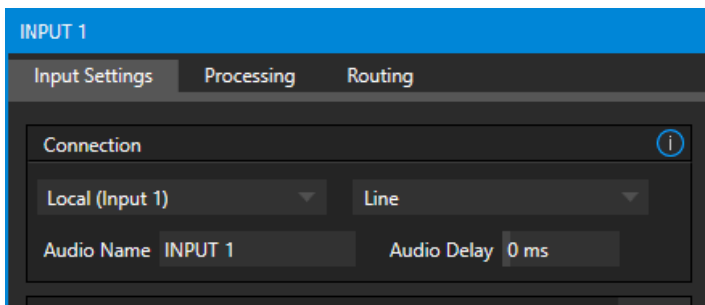 INPUT 1
Input Settings Processing Routing
Connection
Local (Input 1) Line
Audio Name INPUT 1 Audio Delay 0 ms